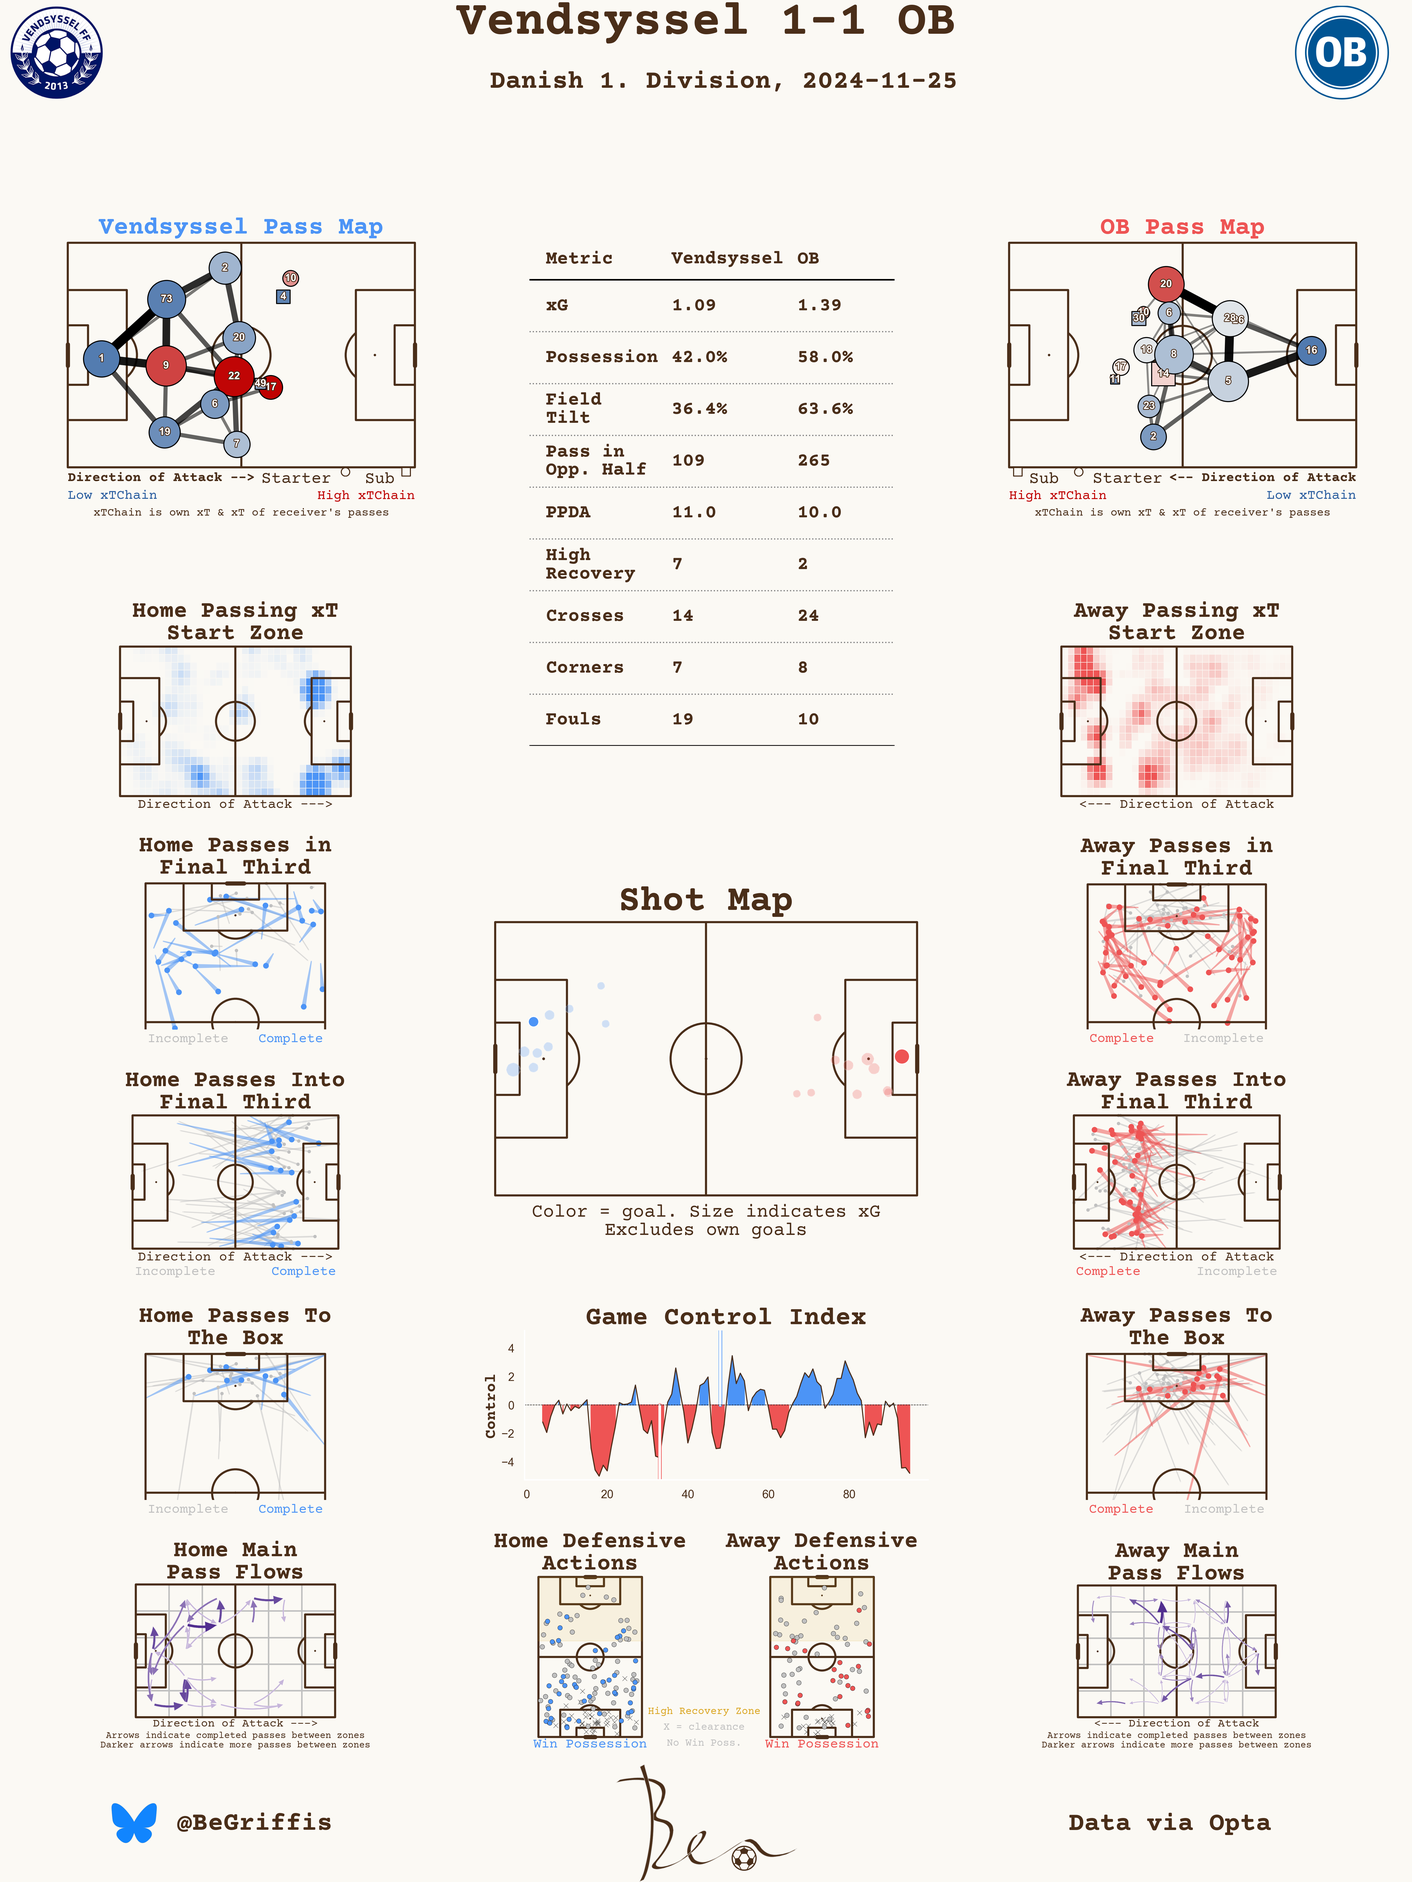 Vendsyssel 1-1 OB
Danish 1. Division, 2024-11-25
VENDSYSSEL FF
2013
OB
Vendsyssel Pass Map
2
10
4
73
20
1
9
22
49
17
6
19
7
Direction of Attack --> Starter Sub
Low xTChain High xTChain
xTChain is own xT & xT of receiver's passes
Metric Vendsyssel OB
xG 1.09 1.39
Possession 42.0% 58.0%
Field
Tilt 36.4% 63.6%
Pass in
Opp. Half 109 265
PPDA 11.0 10.0
High
Recovery 7 2
Crosses 14 24
Corners 7 8
Fouls 19 10
OB Pass Map
20
30
6
28
18
8
16
17
14
5
23
2
Sub Starter <-- Direction of Attack
High xTChain Low xTChain
xTChain is own xT & xT of receiver's passes
Home Passing xT
Start Zone
Direction of Attack --->
Away Passing xT
Start Zone
<--- Direction of Attack
Home Passes in
Final Third
Incomplete Complete
Shot Map
Color = goal. Size indicates xG
Excludes own goals
Away Passes in
Final Third
Complete Incomplete
Home Passes Into
Final Third
Direction of Attack --->
Incomplete Complete
Away Passes Into
Final Third
<--- Direction of Attack
Complete Incomplete
Home Passes To
The Box
Incomplete Complete
Game Control Index
Control
4
2
0
−2
−4
0 20 40 60 80
Away Passes To
The Box
Complete Incomplete
Home Main
Pass Flows
Direction of Attack --->
Arrows indicate completed passes between zones
Darker arrows indicate more passes between zones
Home Defensive
Actions
Win Possession
High Recovery Zone
X = clearance
No Win Poss.
Away Defensive
Actions
Win Possession
Away Main
Pass Flows
<--- Direction of Attack
Arrows indicate completed passes between zones
Darker arrows indicate more passes between zones
@BeGriffis
Ben
Data via Opta